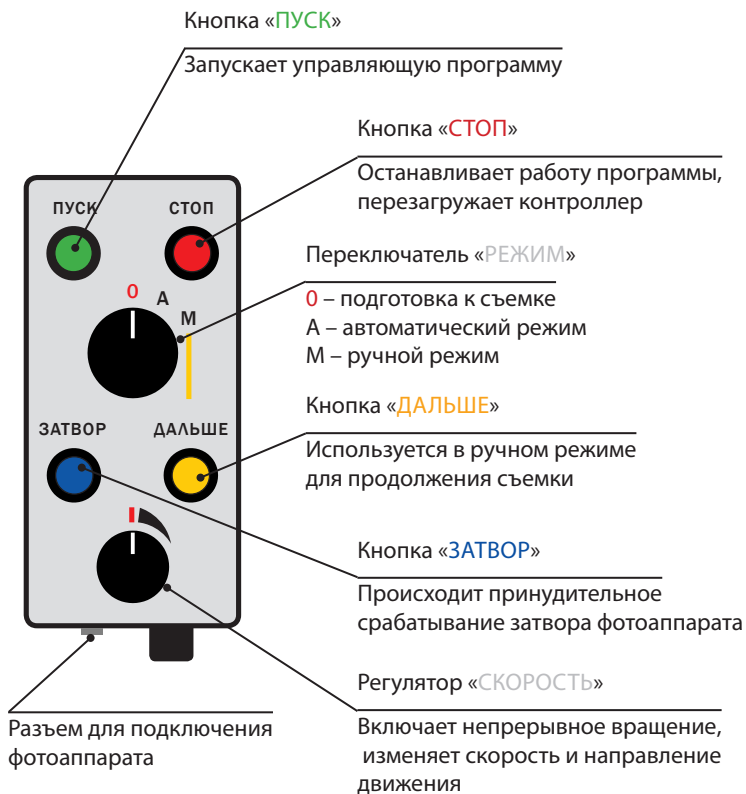 Кнопка «ПУСК»
Запускает управляющую программу
Кнопка «СТОП»
Останавливает работу программы,
перезагружает контроллер
Переключатель «РЕЖИМ»
0 – подготовка к съемке
А – автоматический режим
М – ручной режим
Кнопка «ДАЛЬШЕ»
Используется в ручном режиме
для продолжения съемки
Кнопка «ЗАТВОР»
Происходит принудительное
срабатывание затвора фотоаппарата
Регулятор «СКОРОСТЬ»
Включает непрерывное вращение,
изменяет скорость и направление
движения
ПУСК СТОП
0 А М
ЗАТВОР ДАЛЬШЕ
Разъем для подключения
фотоаппарата